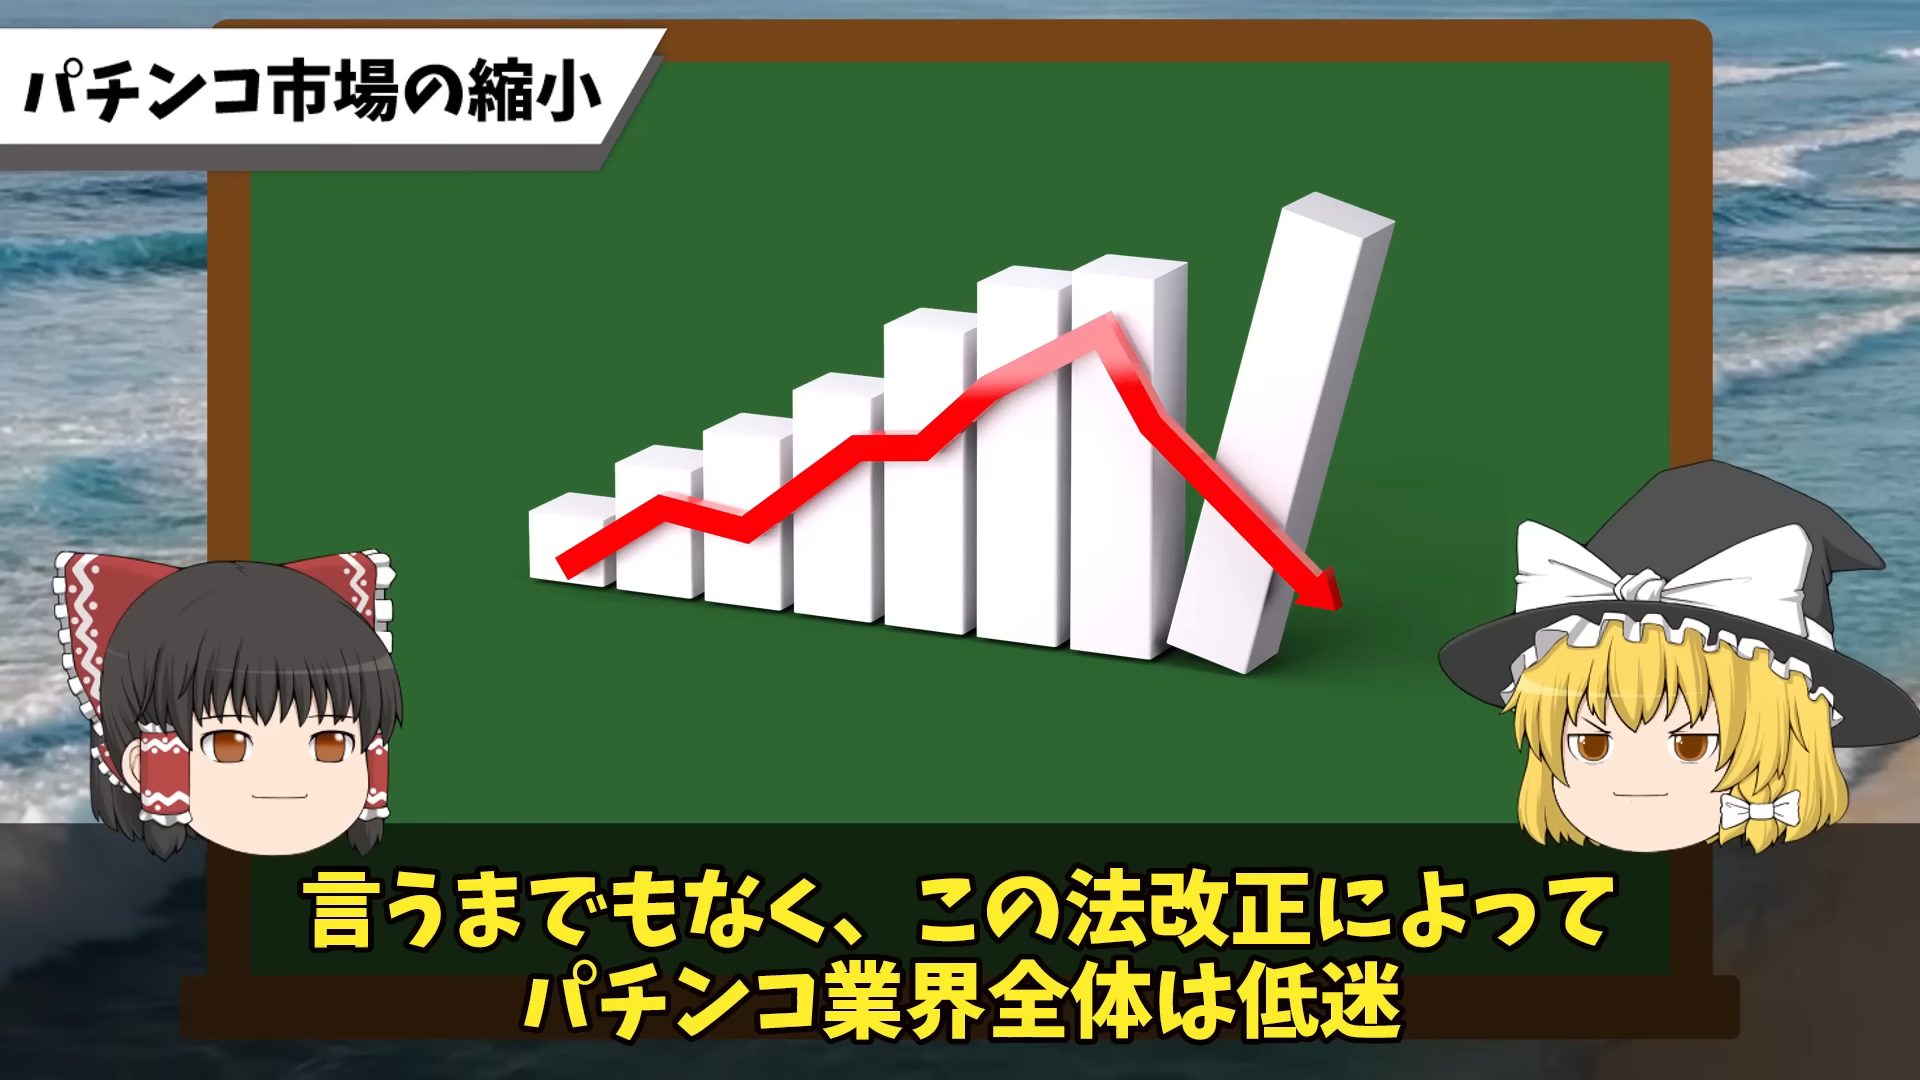 パチンコ市場の縮小
言うまでもなく、この法改正によって
パチンコ業界全体は低迷